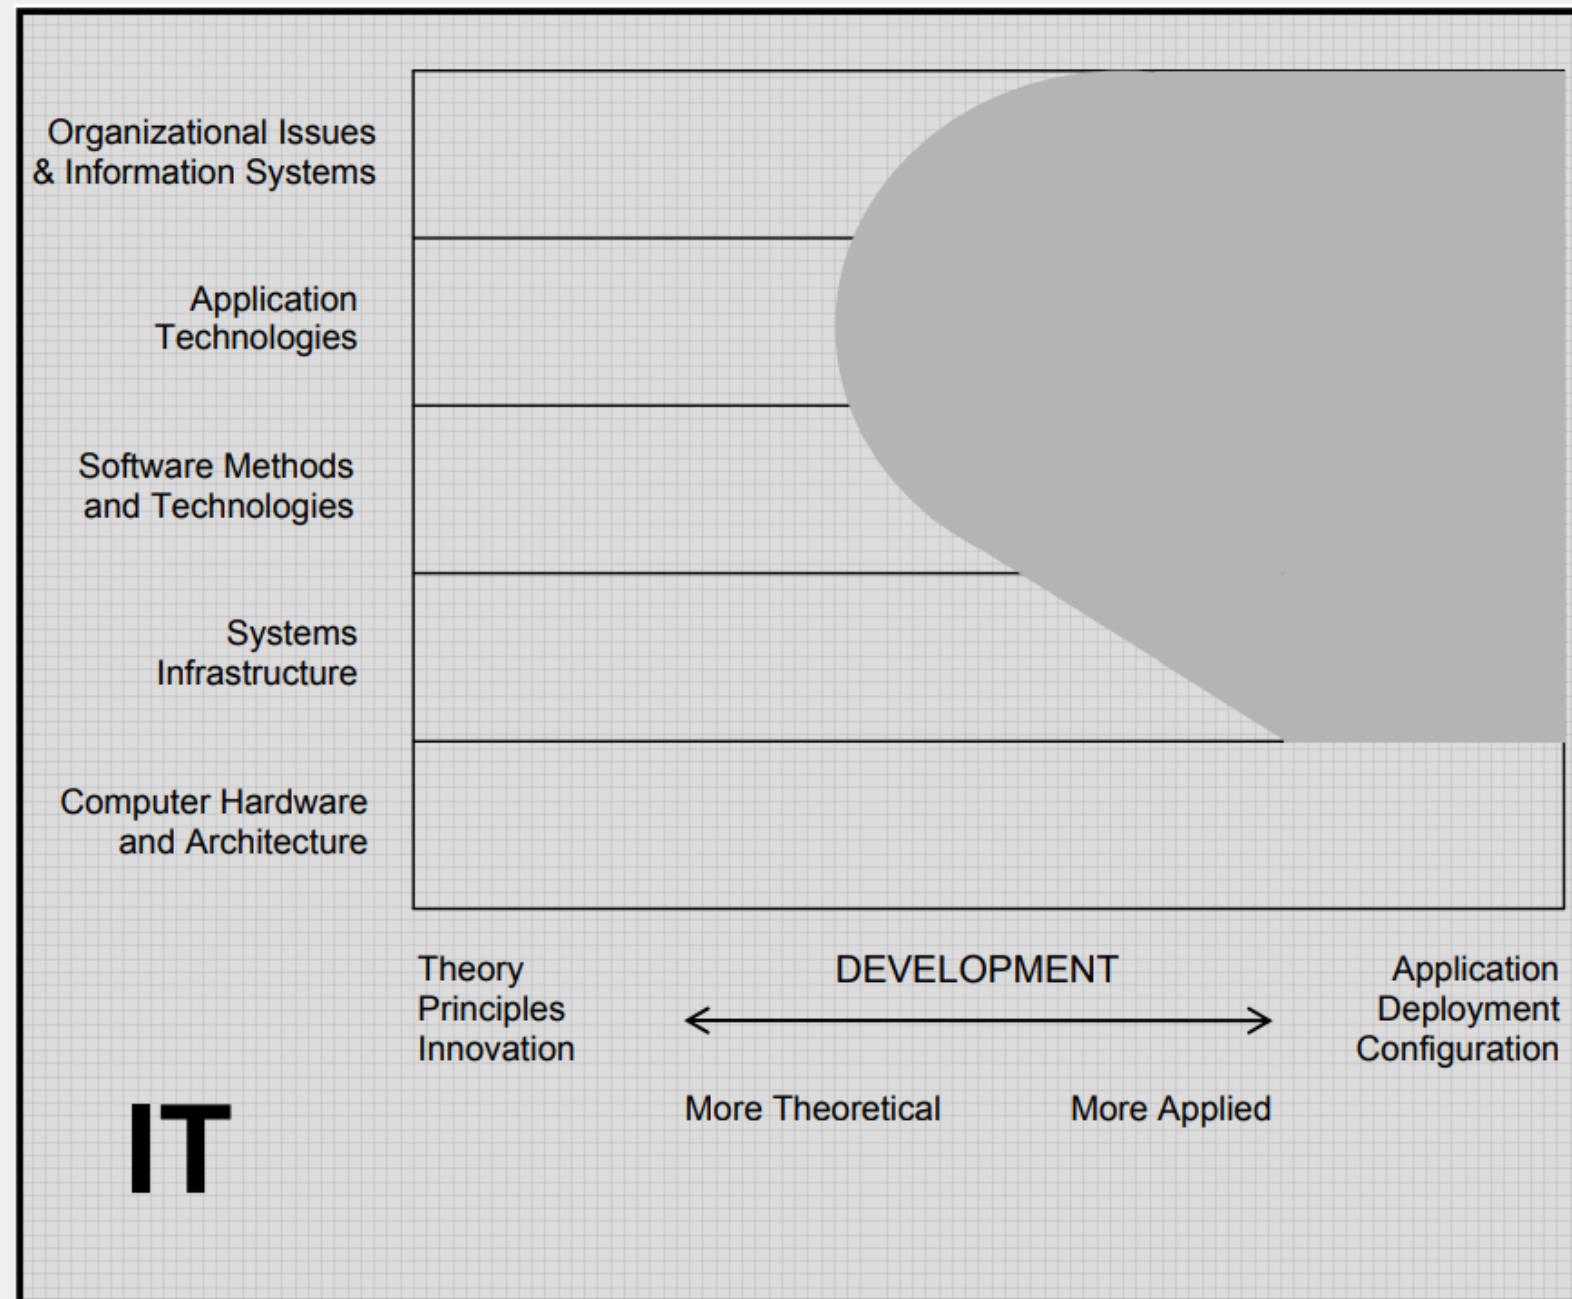 Organizational Issues
& Information Systems
Application
Technologies
Software Methods
and Technologies
Systems
Infrastructure
Computer Hardware
and Architecture
Theory
Principles
Innovation
DEVELOPMENT
More Theoretical
More Applied
Application
Deployment
Configuration
IT